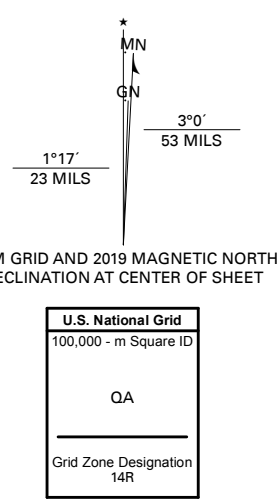 MN
GN
3°0´
53 MILS
1°17´
23 MILS
M GRID AND 2019 MAGNETIC NORTH
ECLINATION AT CENTER OF SHEET
U.S. National Grid
100,000 - m Square ID
QA
Grid Zone Designation
14R